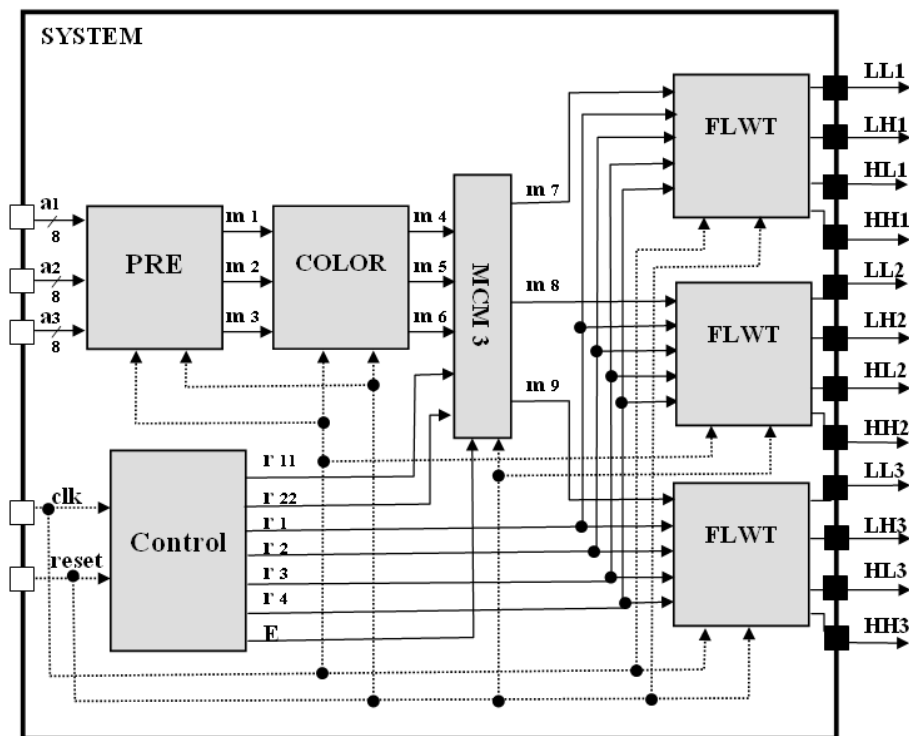 SYSTEM
a1
8
a2
8
a3
8
PRE
m 1
m 2
m 3
COLOR
m 4
m 5
m 6
MCM 3
m 7
m 8
m 9
FLWT
FLWT
FLWT
LL1
LH1
HL1
HH1
LL2
LH2
HL2
HH2
LL3
LH3
HL3
HH3
clk
reset
Control
r 11
r 22
r 1
r 2
r 3
r 4
E